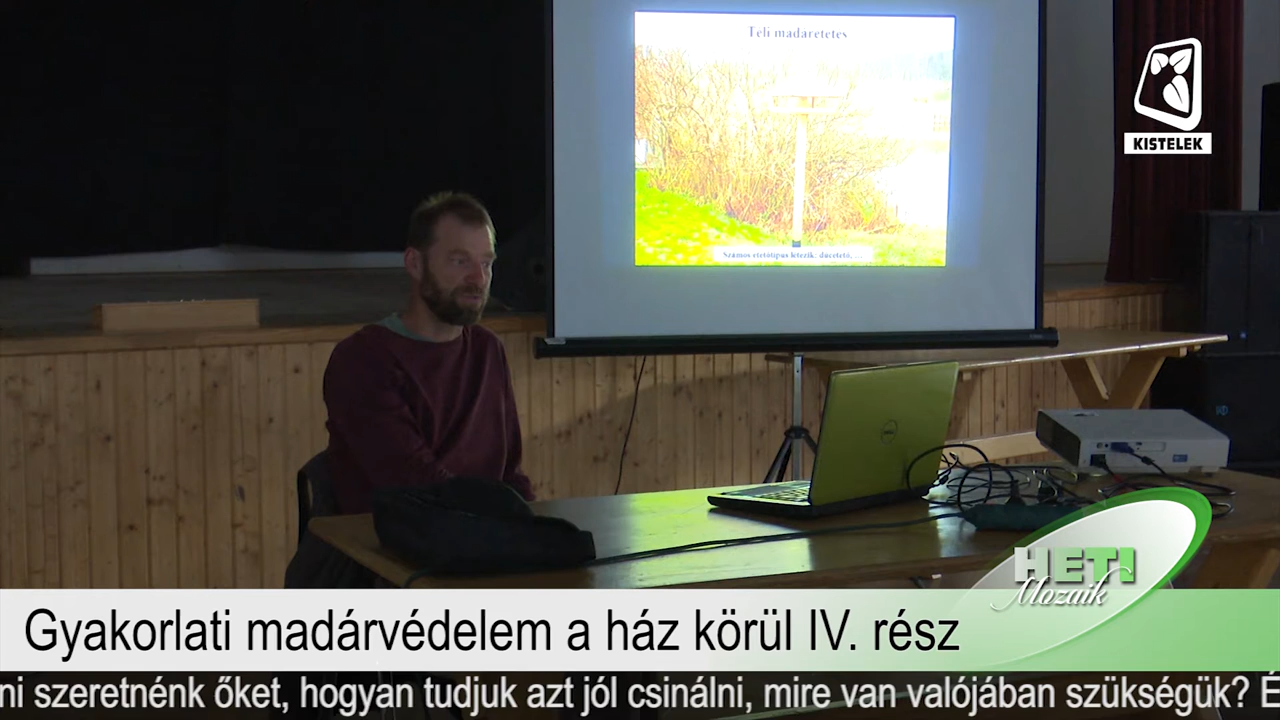 Téli madáretetés
KISTELEK
Számos etetőtípus létezik: dúcetető, ...
DELL
HETI
Mozaik
Gyakorlati madárvédelem a ház körül IV. rész
ni szeretnénk őket, hogyan tudjuk azt jól csinálni, mire van valójában szükségük? É